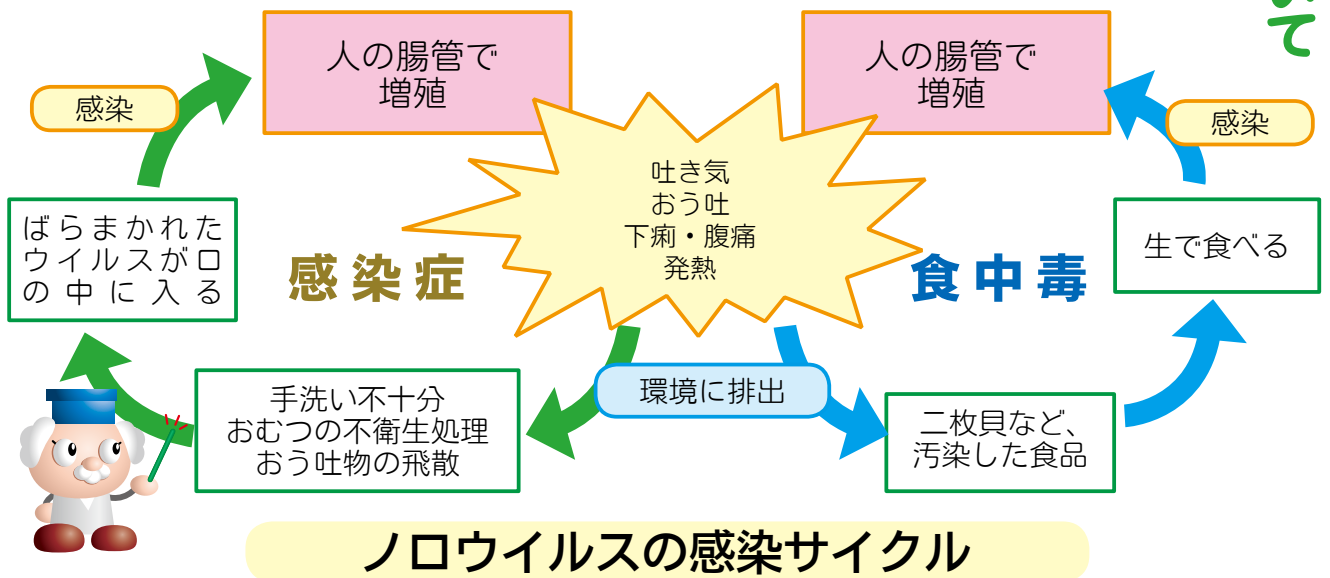 いて
人の腸管で
増殖
人の腸管で
増殖
感染
感染
吐き気
おう吐
下痢・腹痛
発熱
ばらまかれた
ウイルスが口
の中に入る
感染症
食中毒
生で食べる
環境に排出
手洗い不十分
おむつの不衛生処理
おう吐物の飛散
二枚貝など、
汚染した食品
ノロウイルスの感染サイクル